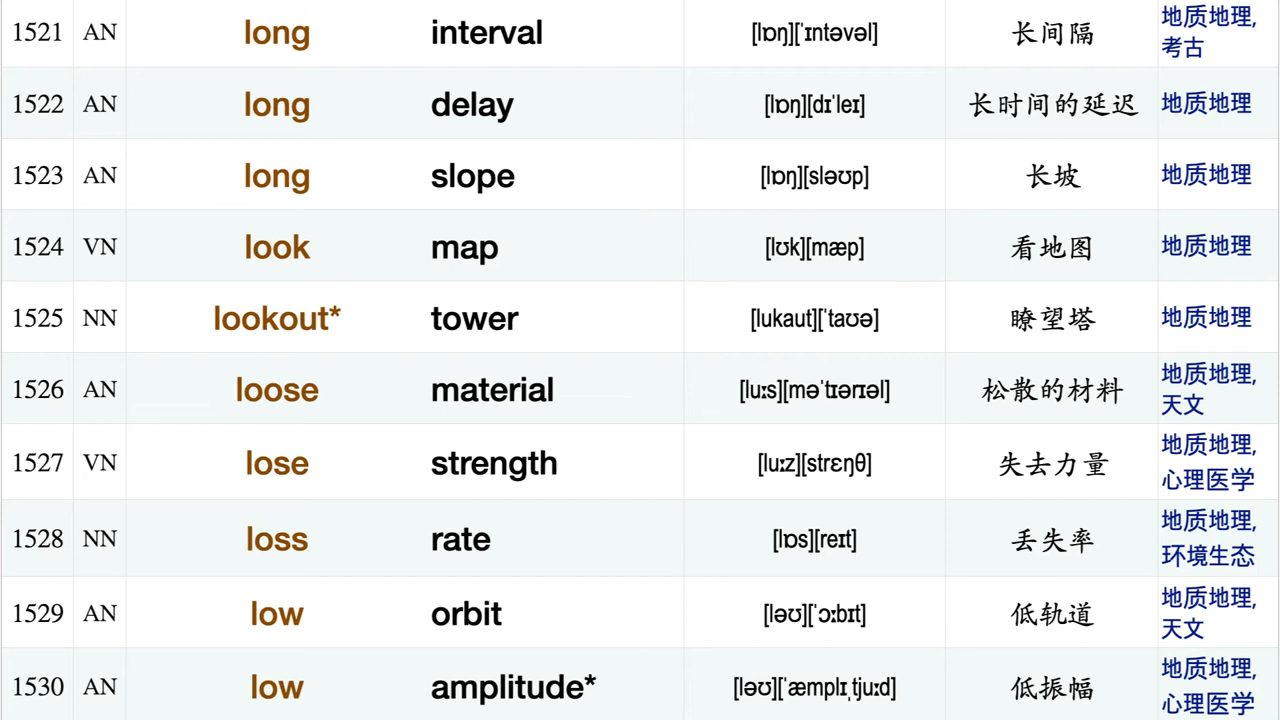 1521 AN long interval [lɒŋ][ˈɪntəvəl] 长间隔 地质地理,
考古
1522 AN long delay [lɒŋ][dɪˈleɪ] 长时间的延迟 地质地理
1523 AN long slope [lɒŋ][sləʊp] 长坡 地质地理
1524 VN look map [lʊk][mæp] 看地图 地质地理
1525 NN lookout* tower [lukaut][ˈtaʊə] 瞭望塔 地质地理
1526 AN loose material [luːs][məˈtɪərɪəl] 松散的材料 地质地理,
天文
1527 VN lose strength [luːz][strɛŋθ] 失去力量 地质地理,
心理医学
1528 NN loss rate [lɒs][reɪt] 丢失率 地质地理,
环境生态
1529 AN low orbit [ləʊ][ˈɔːbɪt] 低轨道 地质地理,
天文
1530 AN low amplitude* [ləʊ][ˈæmplɪˌtjuːd] 低振幅 地质地理,
心理医学